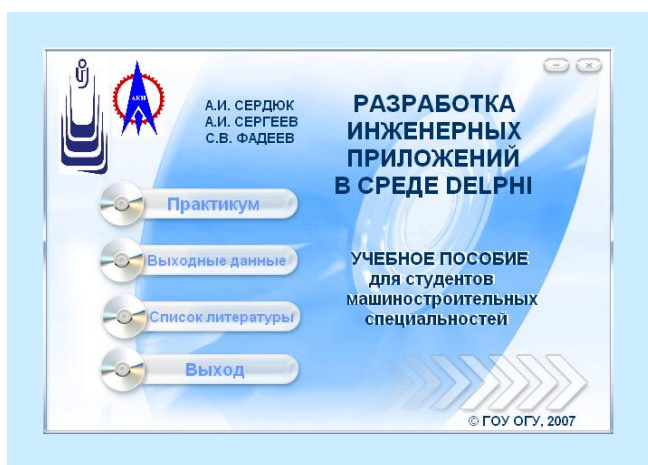 АКИ
А.И. СЕРДЮК
А.И. СЕРГЕЕВ
С.В. ФАДЕЕВ
РАЗРАБОТКА
ИНЖЕНЕРНЫХ
ПРИЛОЖЕНИЙ
В СРЕДЕ DELPHI
Практикум
Выходные данные
Список литературы
Выход
УЧЕБНОЕ ПОСОБИЕ
для студентов
машиностроительных
специальностей
© ГОУ ОГУ, 2007